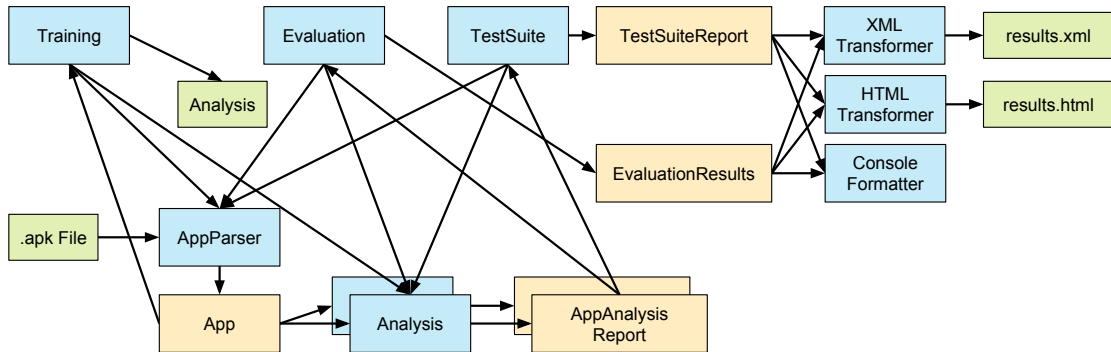 Training
Evaluation
TestSuite
TestSuiteReport
XML
Transformer
results.xml
Analysis
HTML
Transformer
results.html
EvaluationResults
Console
Formatter
.apk File
AppParser
App
Analysis
AppAnalysis
Report